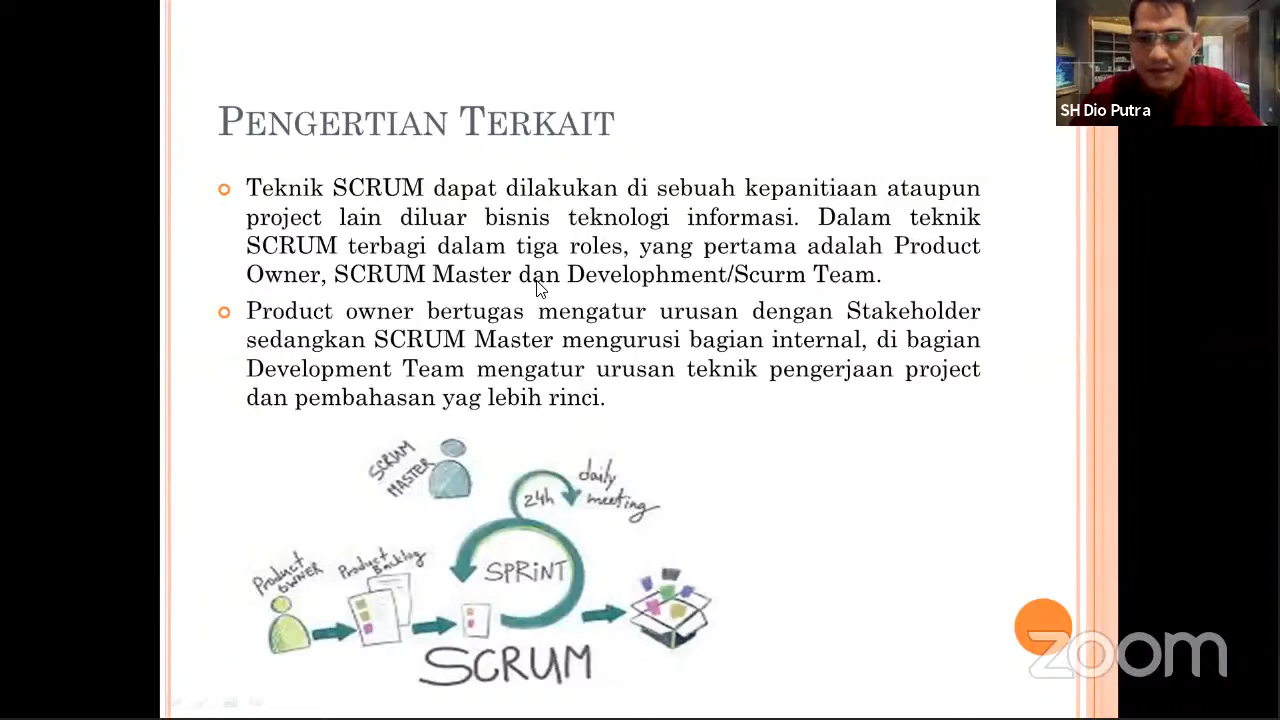 PENGERTIAN TERKAIT
SH Dio Putra
Teknik SCRUM dapat dilakukan di sebuah kepanitiaan ataupun
project lain diluar bisnis teknologi informasi. Dalam teknik
SCRUM terbagi dalam tiga roles, yang pertama adalah Product
Owner, SCRUM Master dan Develophment/Scurm Team.
Product owner bertugas mengatur urusan dengan Stakeholder
sedangkan SCRUM Master mengurusi bagian internal, di bagian
Development Team mengatur urusan teknik pengerjaan project
dan pembahasan yag lebih rinci.
SCRUM
MASTER
24h
daily
meeting
Product
OWNER
Product
Backlog
SPRINT
SCRUM
zoom